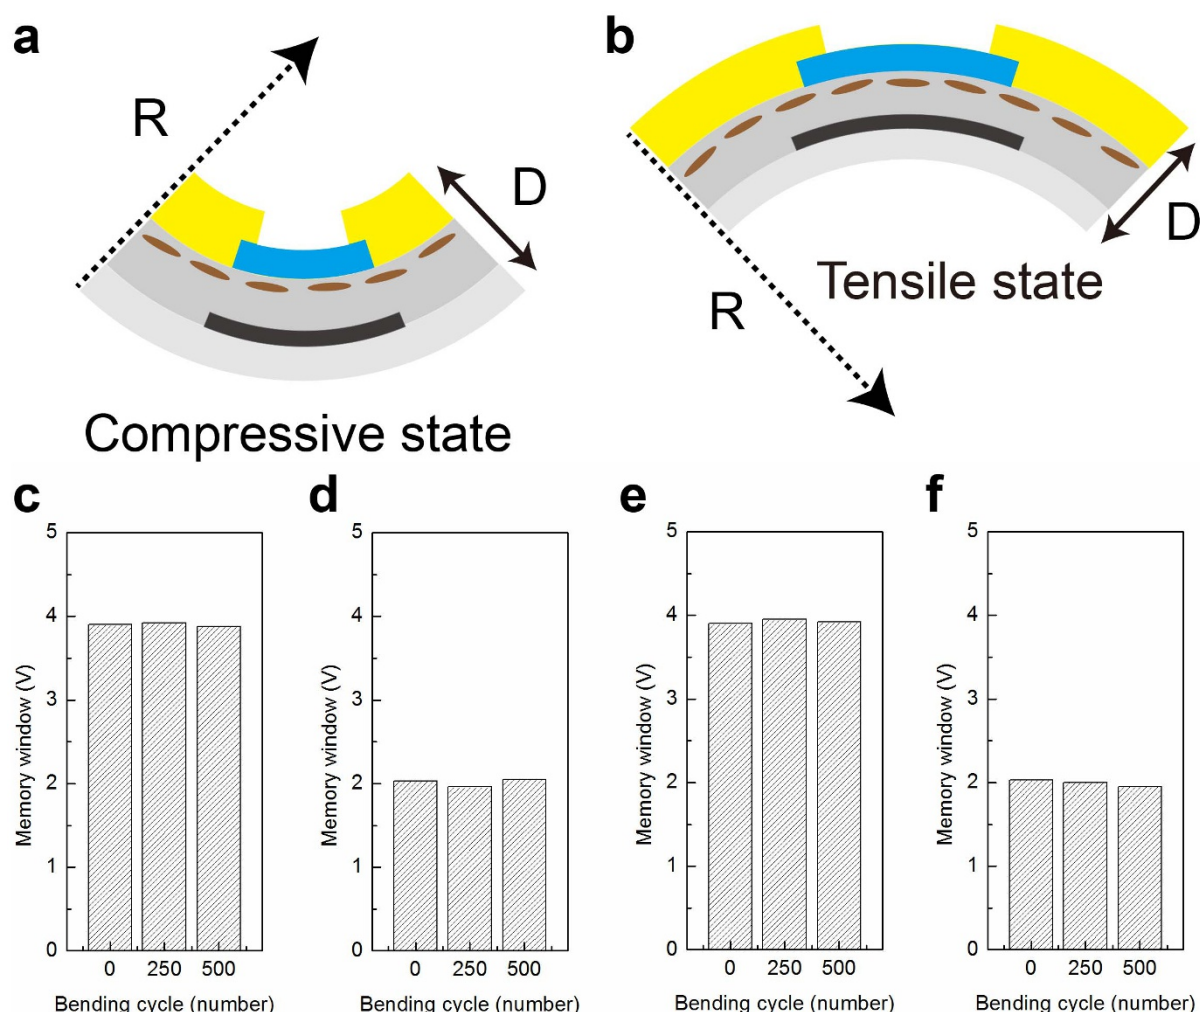 a
R
D
Compressive state
b
R
D
Tensile state
c
5
4
3
2
1
0
Memory window (V)
0 250 500
Bending cycle (number)
d
5
4
3
2
1
0
Memory window (V)
0 250 500
Bending cycle (number)
e
5
4
3
2
1
0
Memory window (V)
0 250 500
Bending cycle (number)
f
5
4
3
2
1
0
Memory window (V)
0 250 500
Bending cycle (number)